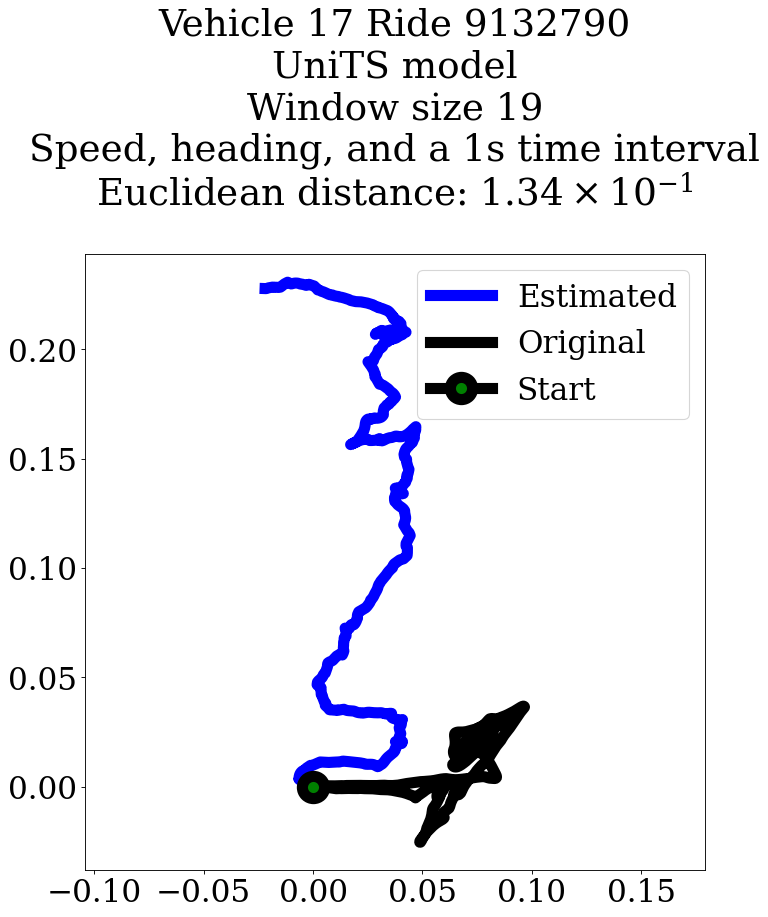 Vehicle 17 Ride 9132790
UniTS model
Window size 19
Speed, heading, and a 1s time interval
Euclidean distance: 1.34 × 10⁻¹
Estimated
Original
Start
0.20
0.15
0.10
0.05
0.00
−0.10 −0.05 0.00 0.05 0.10 0.15